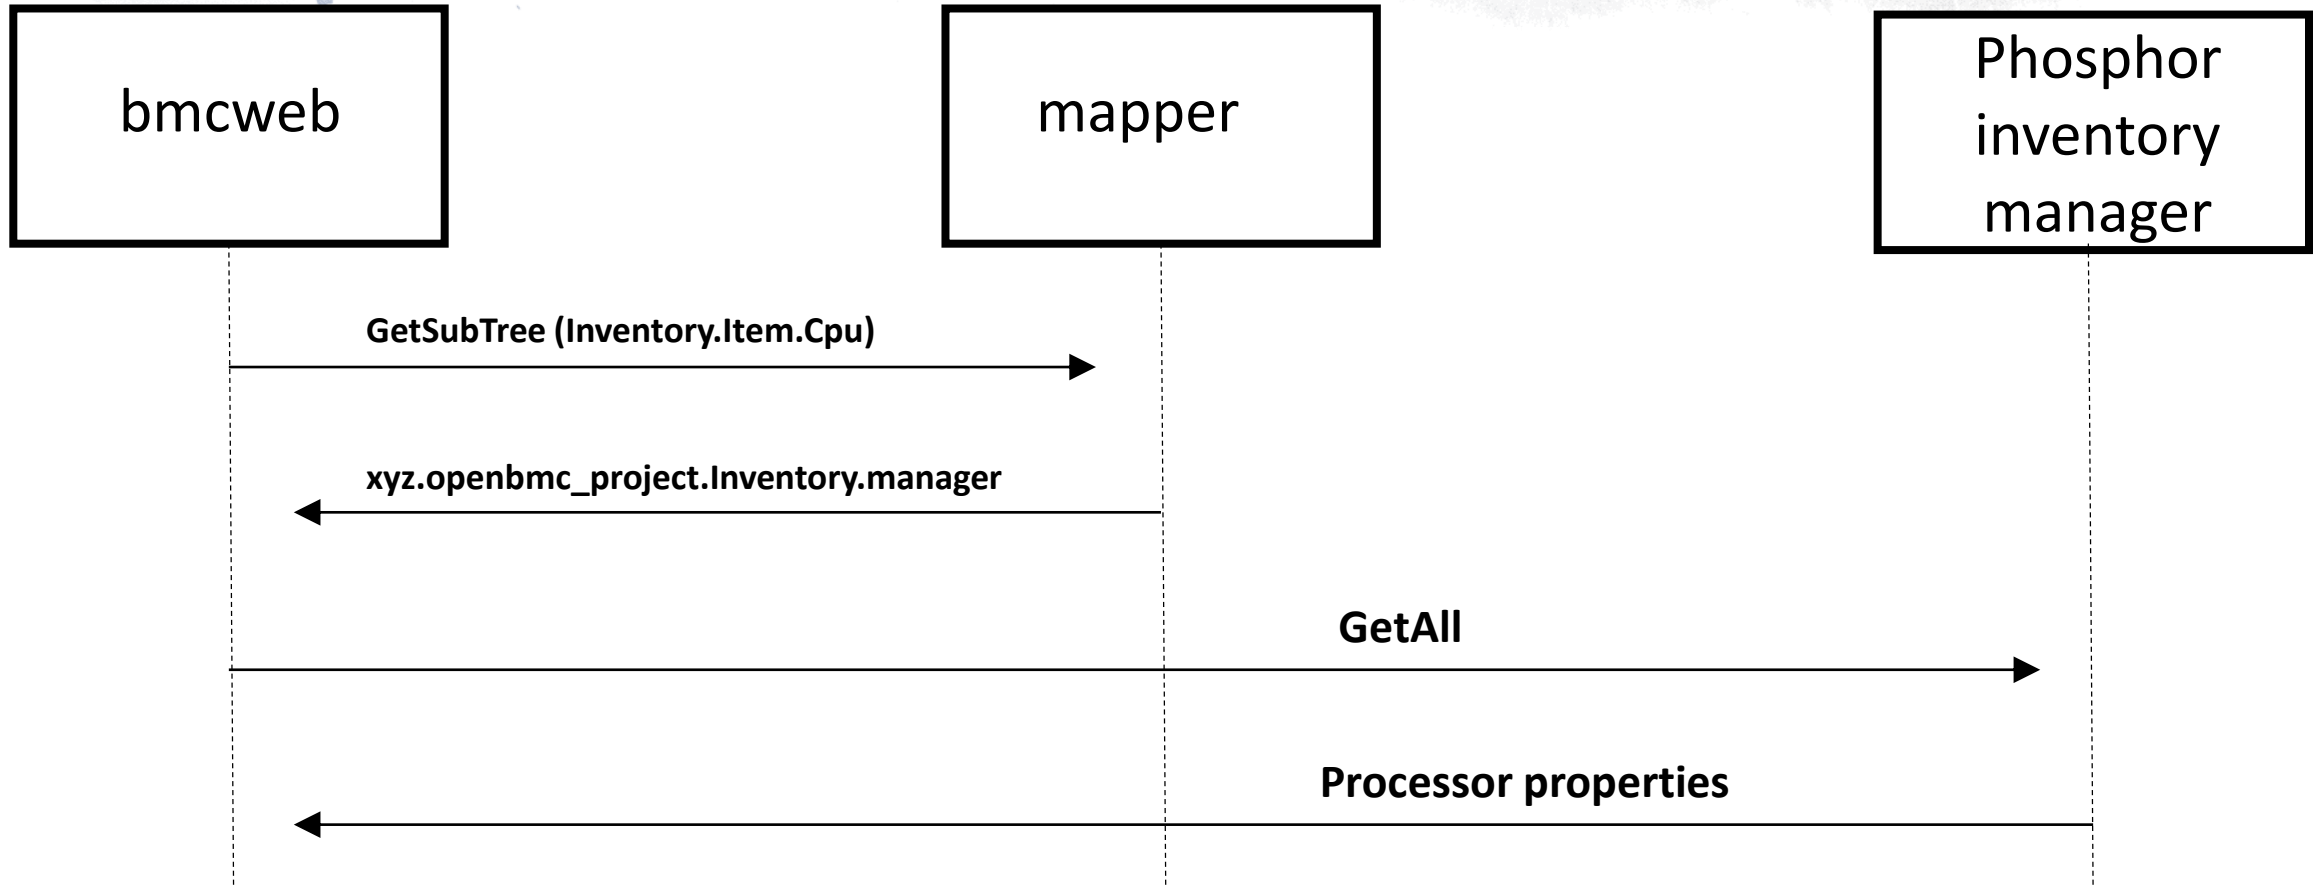 bmcweb
mapper
Phosphor
inventory
manager
GetSubTree (Inventory.Item.Cpu)
xyz.openbmc_project.Inventory.manager
GetAll
Processor properties